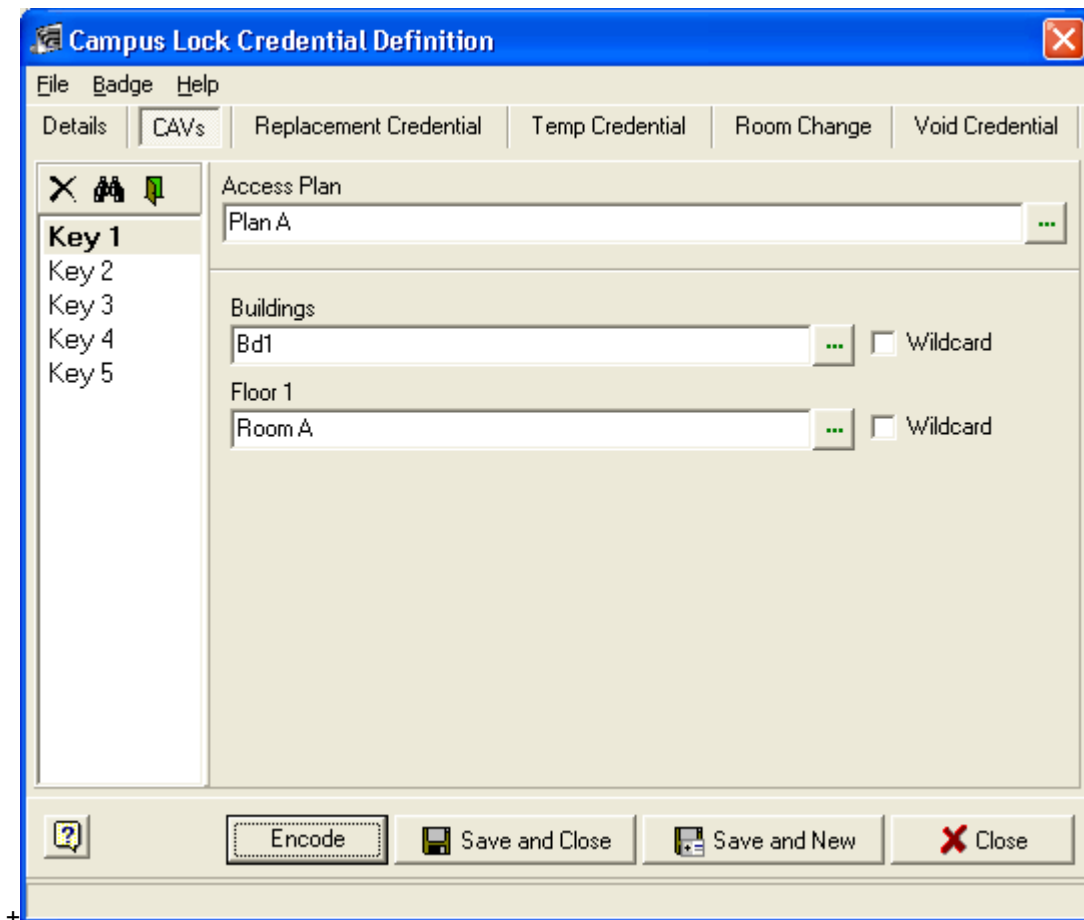 Campus Lock Credential Definition
File Badge Help
Details CAVs Replacement Credential Temp Credential Room Change Void Credential
Access Plan
Plan A ...
Key 1
Key 2
Key 3
Key 4
Key 5
Buildings
Bd1 ... Wildcard
Floor 1
Room A ... Wildcard
? Encode Save and Close Save and New Close
+